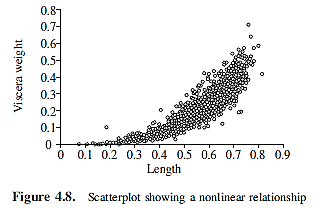 0.8
0.7
0.6
0.5
0.4
0.3
0.2
0.1
0
Viscera weight
0 0.1 0.2 0.3 0.4 0.5 0.6 0.7 0.8 0.9
Length
Figure 4.8. Scatterplot showing a nonlinear relationship